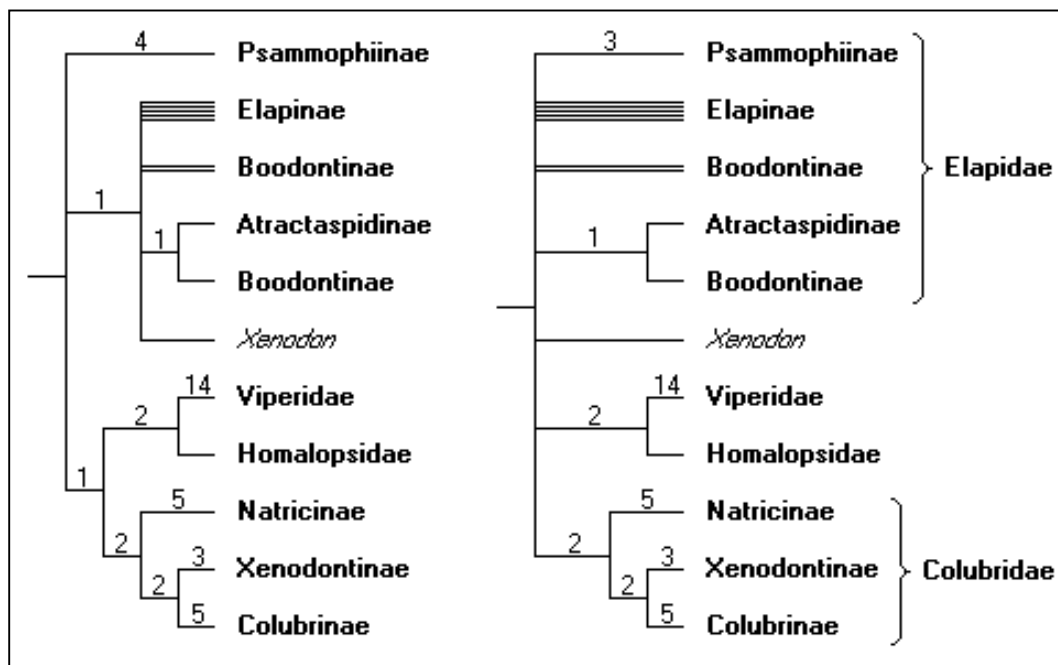 4 Psammophiinae
Elapinae
Boodontinae
1
1 Atractaspidinae
Boodontinae
Xenodon
14 Viperidae
2
Homalopsidae
1
5 Natricinae
2
3 Xenodontinae
2
5 Colubrinae
3 Psammophiinae
Elapinae
Boodontinae
Elapidae
1 Atractaspidinae
Boodontinae
Xenodon
14 Viperidae
2
Homalopsidae
5 Natricinae
2
3 Xenodontinae
Colubridae
2
5 Colubrinae